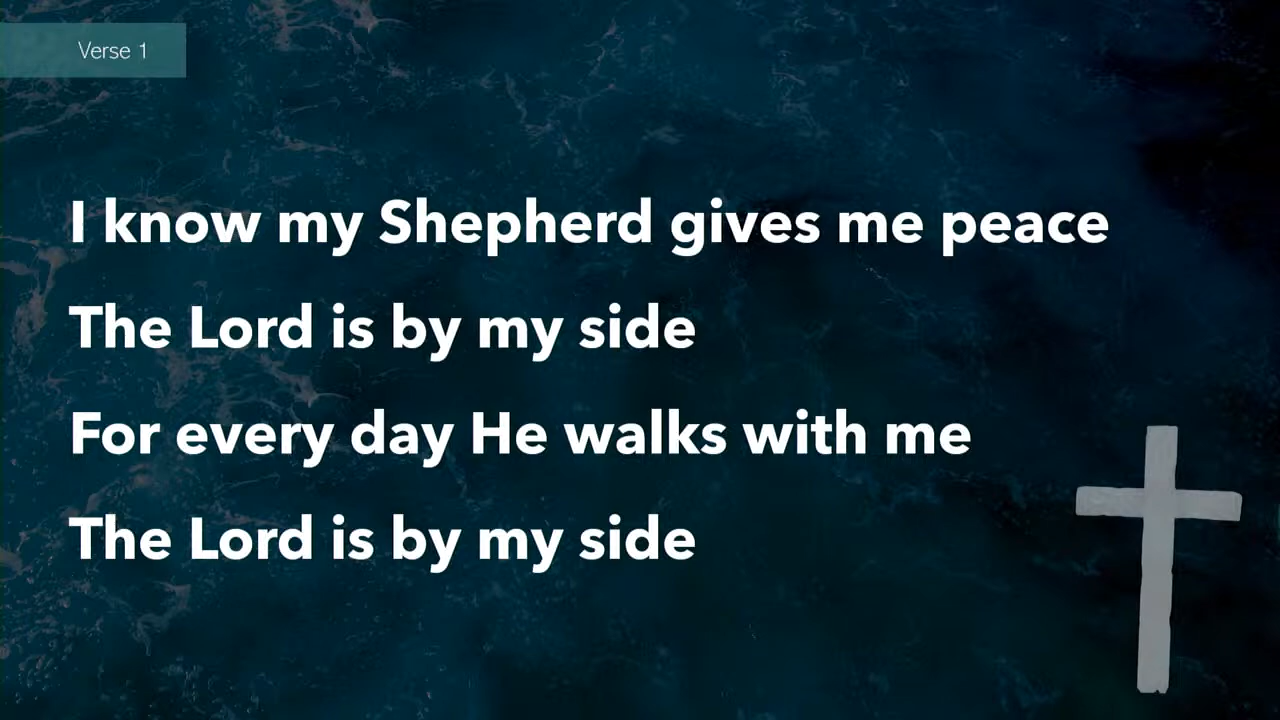 Verse 1
I know my Shepherd gives me peace
The Lord is by my side
For every day He walks with me
The Lord is by my side